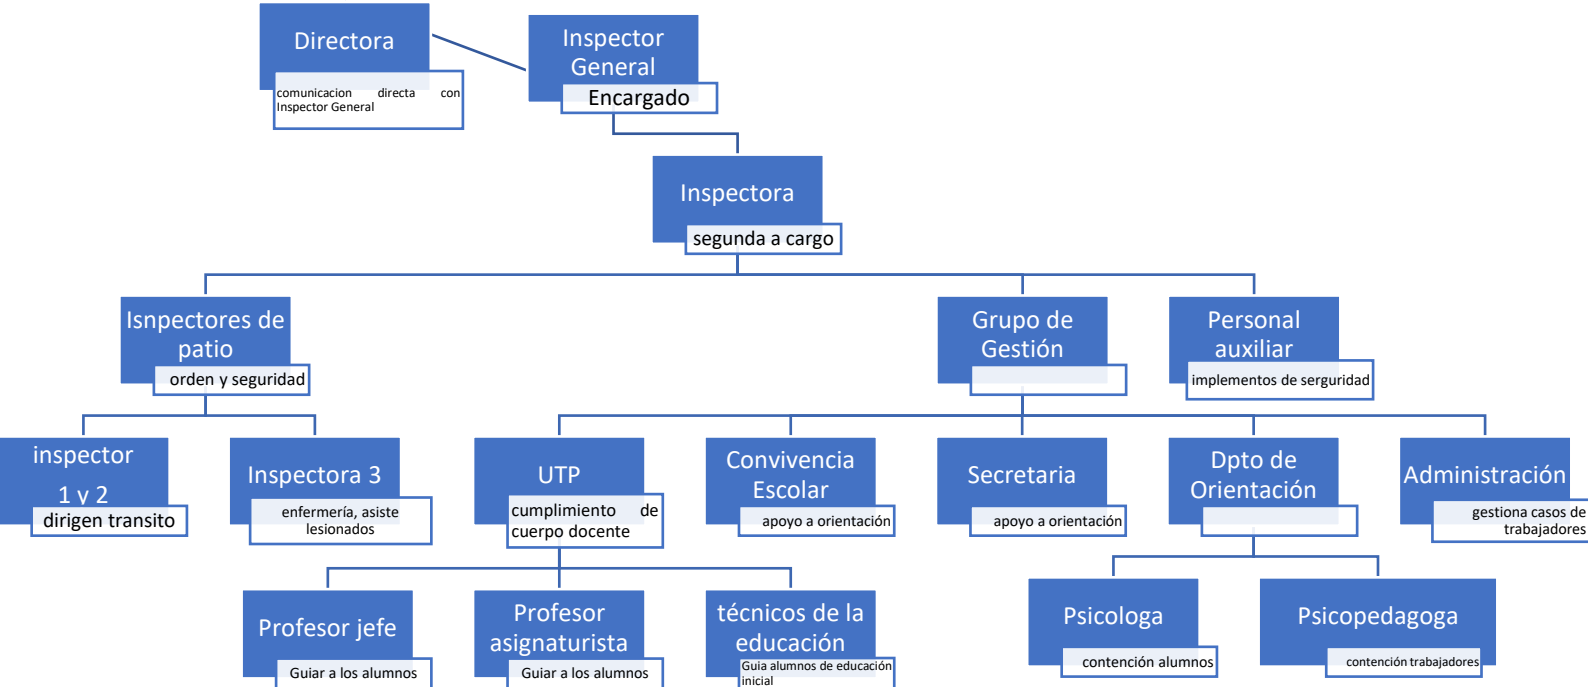 Directora
comunicacion directa con
Inspector General
Inspector
General
Encargado
Inspectora
segunda a cargo
Isnpectores de
patio
orden y seguridad
Grupo de
Gestión
Personal
auxiliar
implementos de serguridad
inspector
1 y 2
dirigen transito
Inspectora 3
enfermería, asiste
lesionados
UTP
cumplimiento de
cuerpo docente
Convivencia
Escolar
apoyo a orientación
Secretaria
apoyo a orientación
Dpto de
Orientación
Administración
gestiona casos de
trabajadores
Profesor jefe
Guiar a los alumnos
Profesor
asignaturista
Guiar a los alumnos
técnicos de la
educación
Guia alumnos de educación
inicial
Psicologa
contención alumnos
Psicopedagoga
contención trabajadores